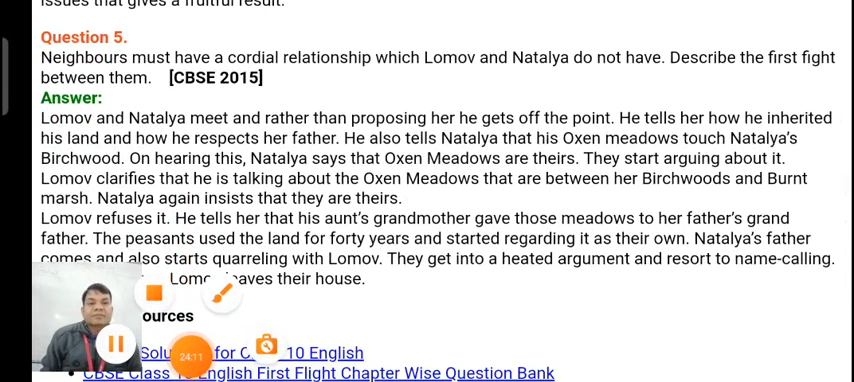 issues that gives a fruitful result.
Question 5.
Neighbours must have a cordial relationship which Lomov and Natalya do not have. Describe the first fight
between them. [CBSE 2015]
Answer:
Lomov and Natalya meet and rather than proposing her he gets off the point. He tells her how he inherited
his land and how he respects her father. He also tells Natalya that his Oxen meadows touch Natalya's
Birchwood. On hearing this, Natalya says that Oxen Meadows are theirs. They start arguing about it.
Lomov clarifies that he is talking about the Oxen Meadows that are between her Birchwoods and Burnt
marsh. Natalya again insists that they are theirs.
Lomov refuses it. He tells her that his aunt's grandmother gave those meadows to her father's grand
father. The peasants used the land for forty years and started regarding it as their own. Natalya's father
comes and also starts quarreling with Lomov. They get into a heated argument and resort to name-calling.
leaves their house.
ources
for 10 English
24:11
CBSE Class 10 English First Flight Chapter Wise Question Bank